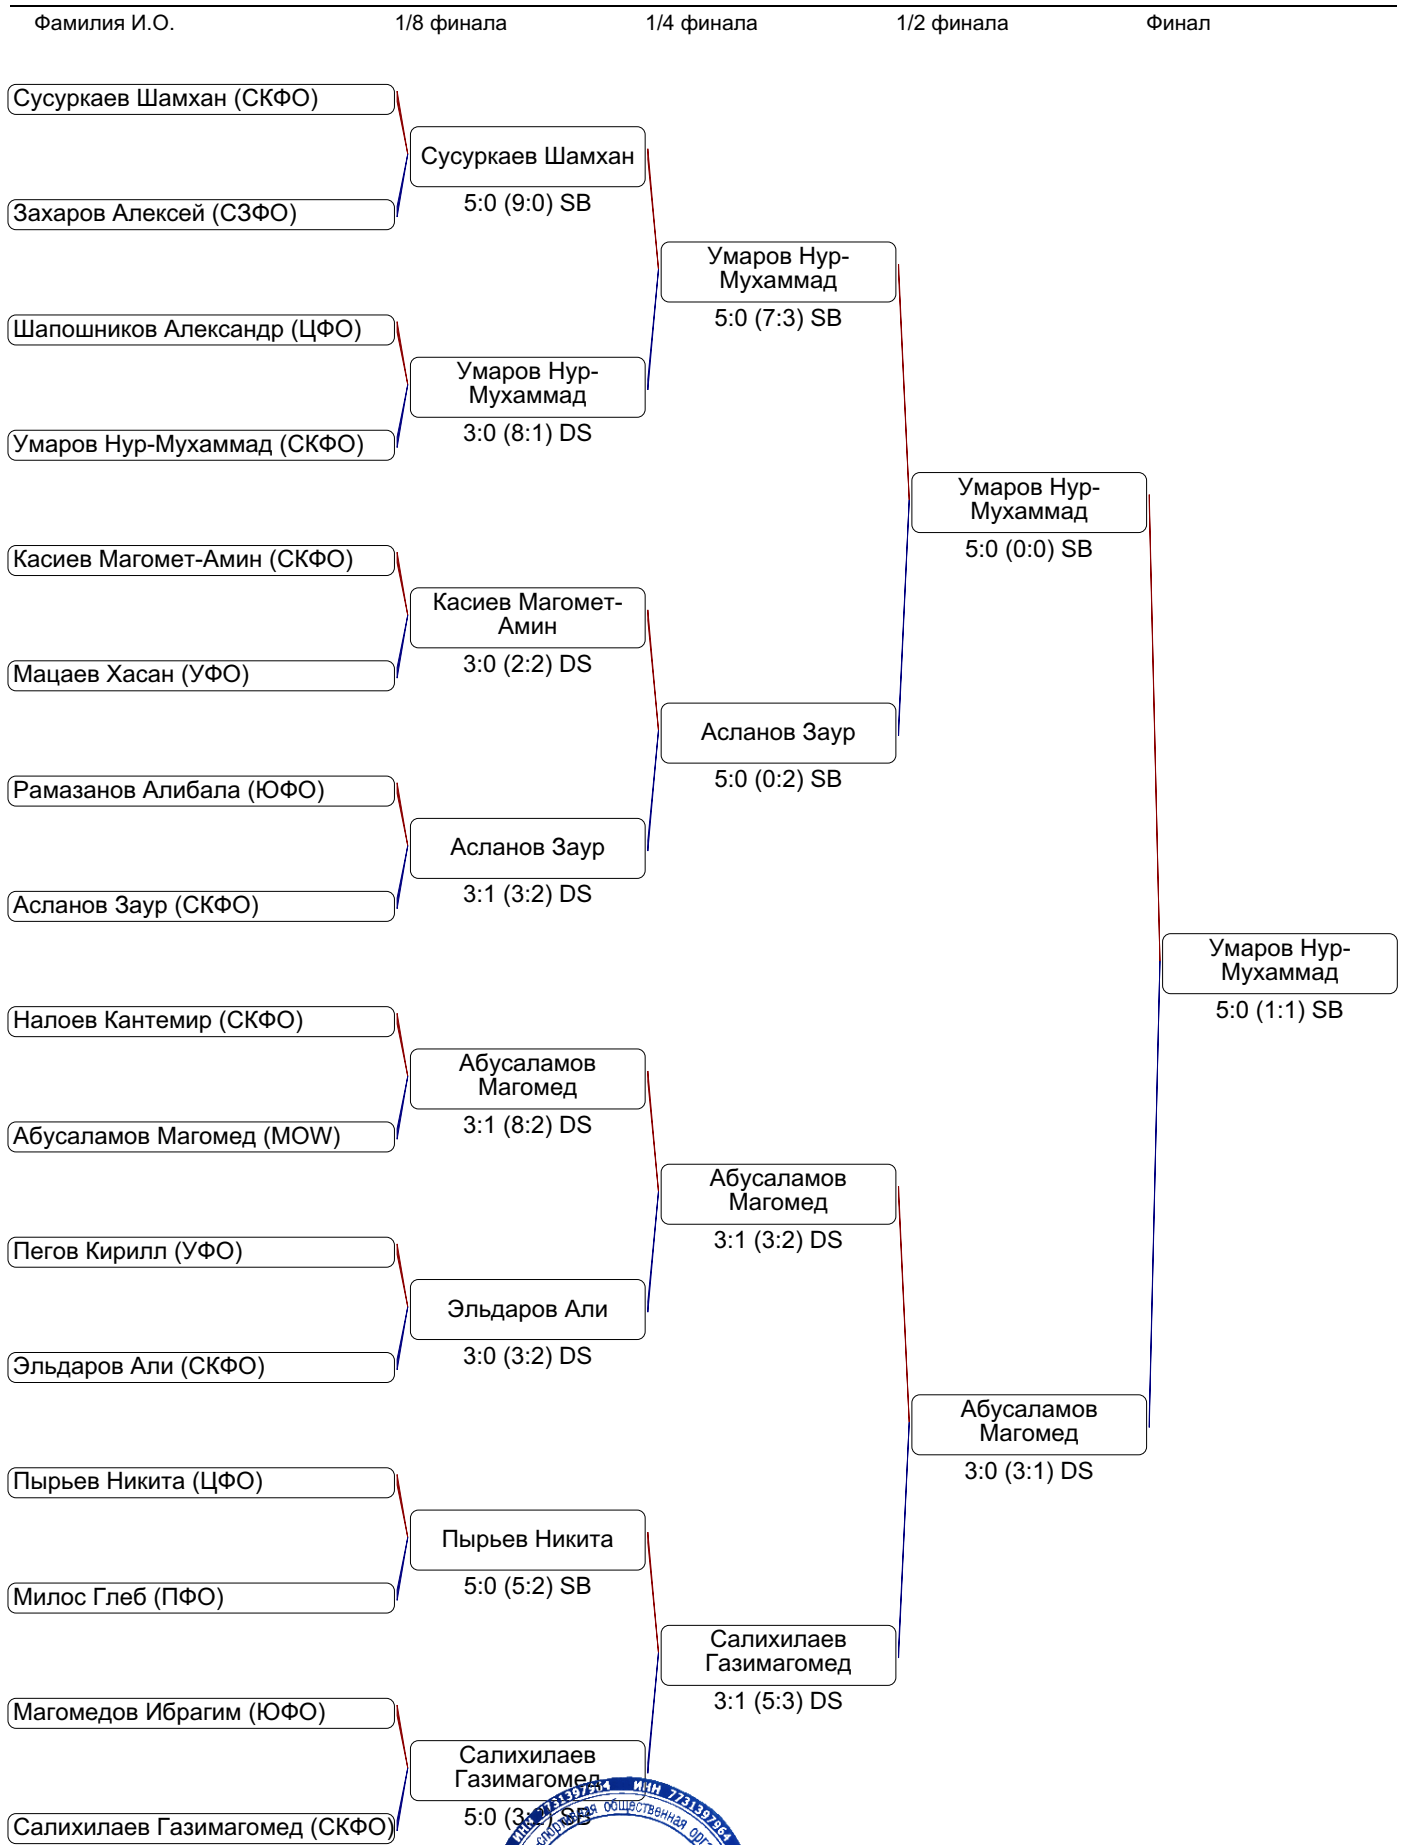 Фамилия И.О. 1/8 финала 1/4 финала 1/2 финала Финал
Сусуркаев Шамхан (СКФО)
Сусуркаев Шамхан
5:0 (9:0) SB
Захаров Алексей (СЗФО)
Умаров Нур-
Мухаммад
5:0 (7:3) SB
Шапошников Александр (ЦФО)
Умаров Нур-
Мухаммад
3:0 (8:1) DS
Умаров Нур-Мухаммад (СКФО)
Умаров Нур-
Мухаммад
5:0 (0:0) SB
Касиев Магомет-Амин (СКФО)
Касиев Магомет-
Амин
3:0 (2:2) DS
Мацаев Хасан (УФО)
Асланов Заур
5:0 (0:2) SB
Рамазанов Алибала (ЮФО)
Асланов Заур
3:1 (3:2) DS
Асланов Заур (СКФО)
Умаров Нур-
Мухаммад
5:0 (1:1) SB
Налоев Кантемир (СКФО)
Абусаламов
Магомед
3:1 (8:2) DS
Абусаламов Магомед (MOW)
Абусаламов
Магомед
3:1 (3:2) DS
Пегов Кирилл (УФО)
Эльдаров Али
3:0 (3:2) DS
Эльдаров Али (СКФО)
Абусаламов
Магомед
3:0 (3:1) DS
Пырьев Никита (ЦФО)
Пырьев Никита
5:0 (5:2) SB
Милос Глеб (ПФО)
Салихилаев
Газимагомед
3:1 (5:3) DS
Магомедов Ибрагим (ЮФО)
Салихилаев
Газимагомед
5:0 (3:2) SB
Салихилаев Газимагомед (СКФО)
ИНН 7731397964
общественная